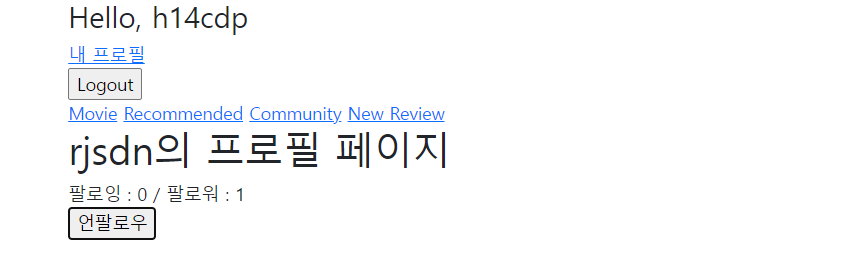 Hello, h14cdp
내 프로필
Logout
Movie Recommended Community New Review
rjsdn의 프로필 페이지
팔로잉 : 0 / 팔로워 : 1
언팔로우